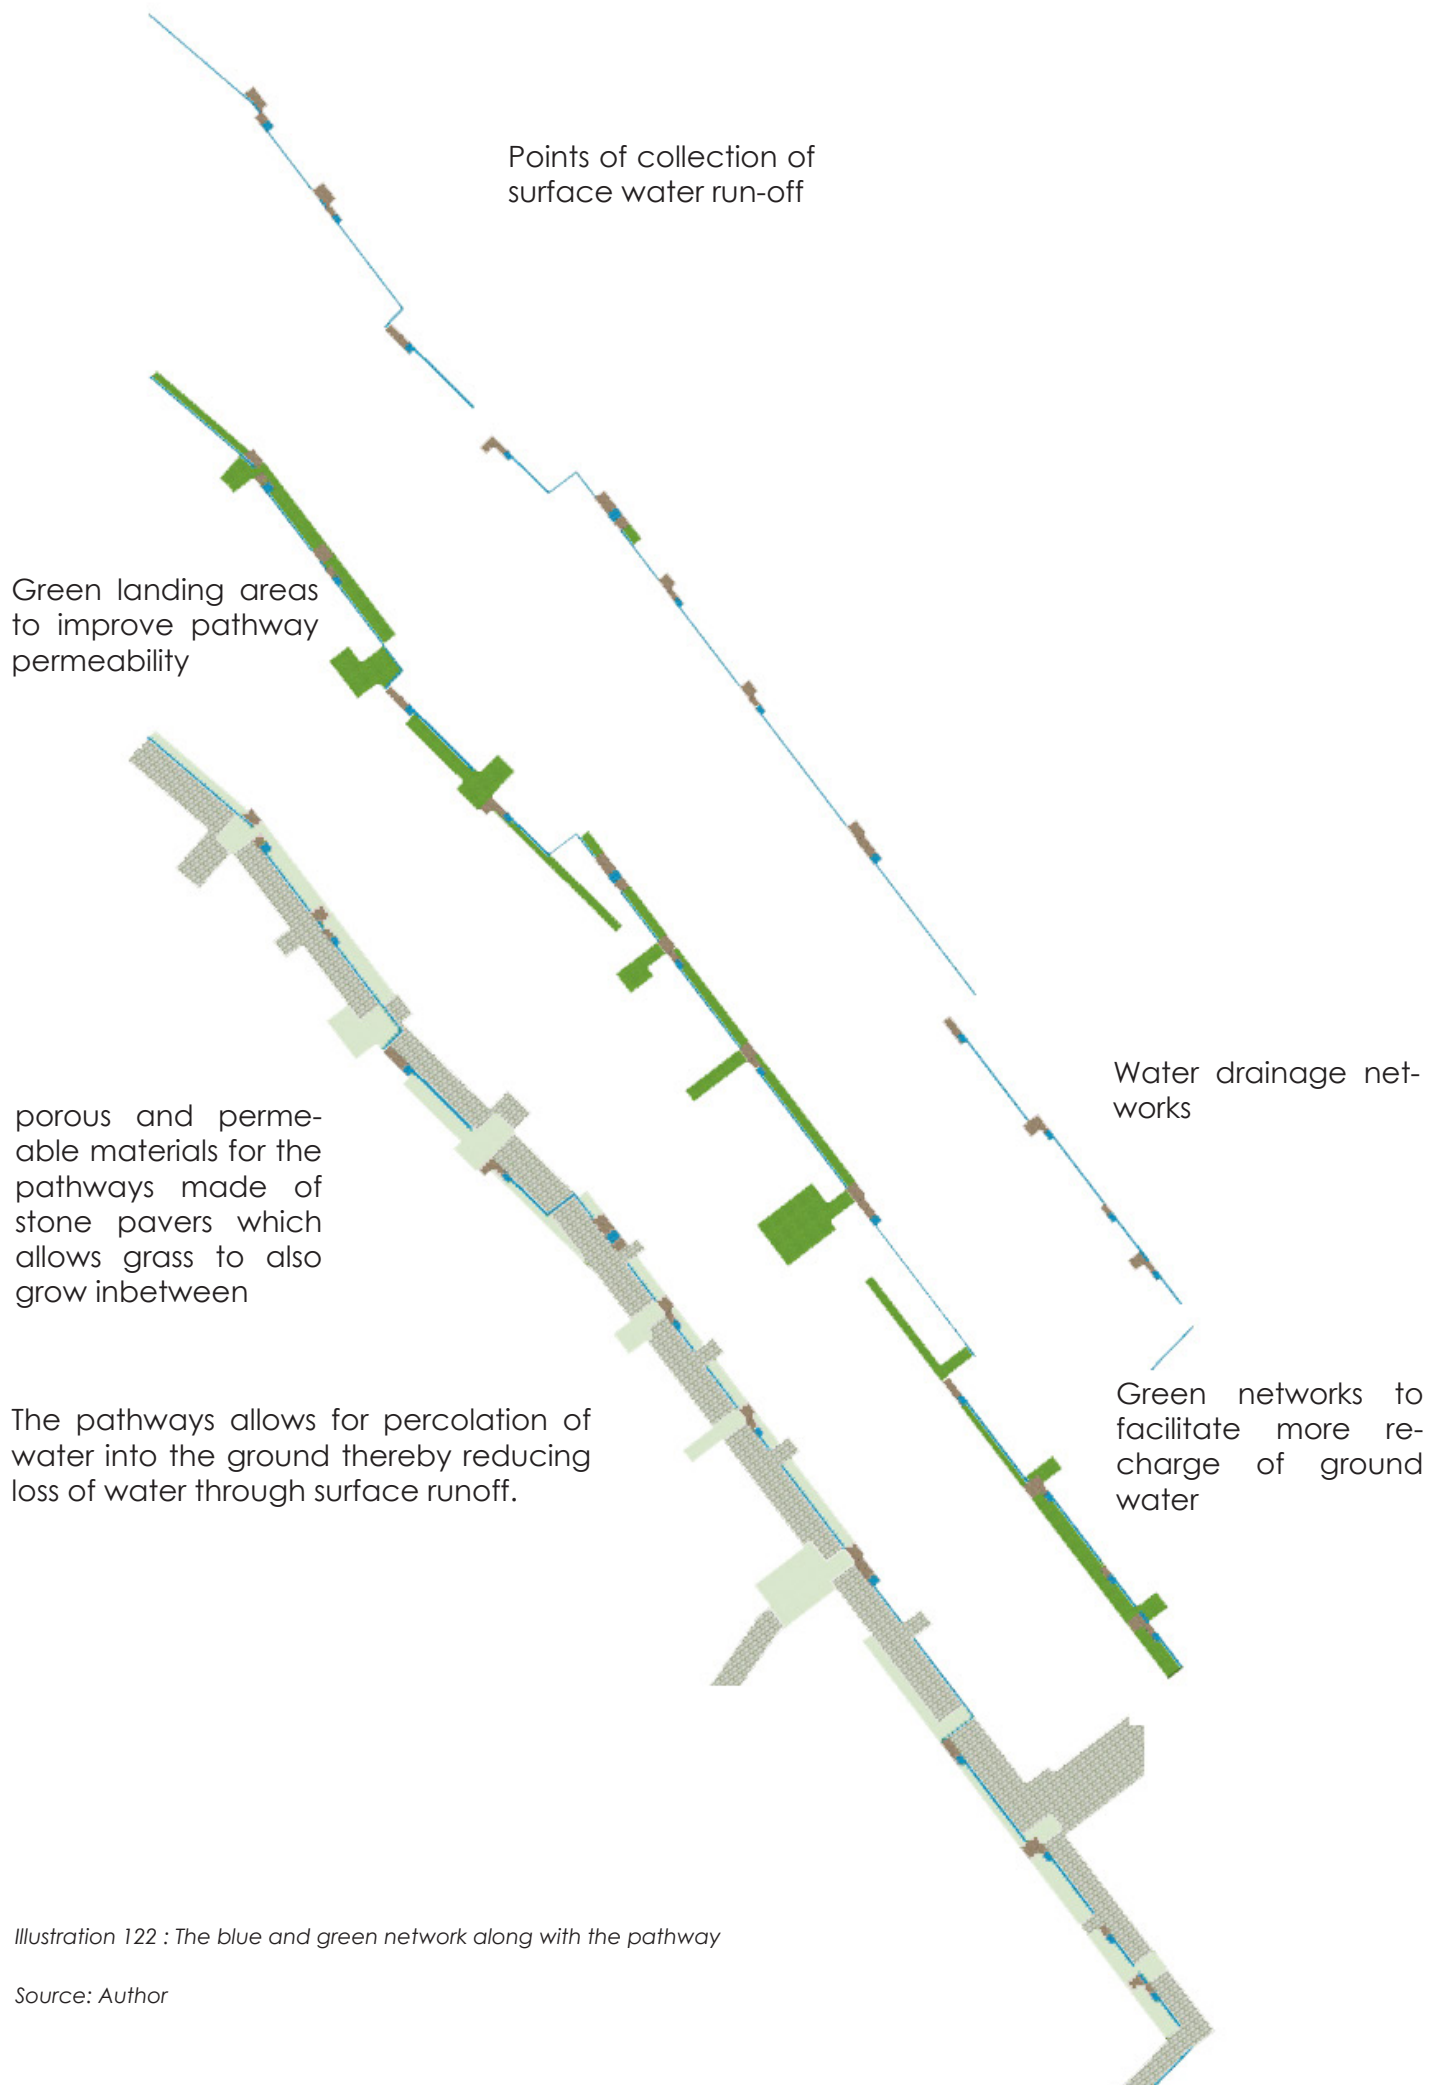 Points of collection of
surface water run-off
Green landing areas
to improve pathway
permeability
Water drainage net-
works
porous and perme-
able materials for the
pathways made of
stone pavers which
allows grass to also
grow inbetween
Green networks to
facilitate more re-
charge of ground
water
The pathways allows for percolation of
water into the ground thereby reducing
loss of water through surface runoff.
Illustration 122 : The blue and green network along with the pathway
Source: Author